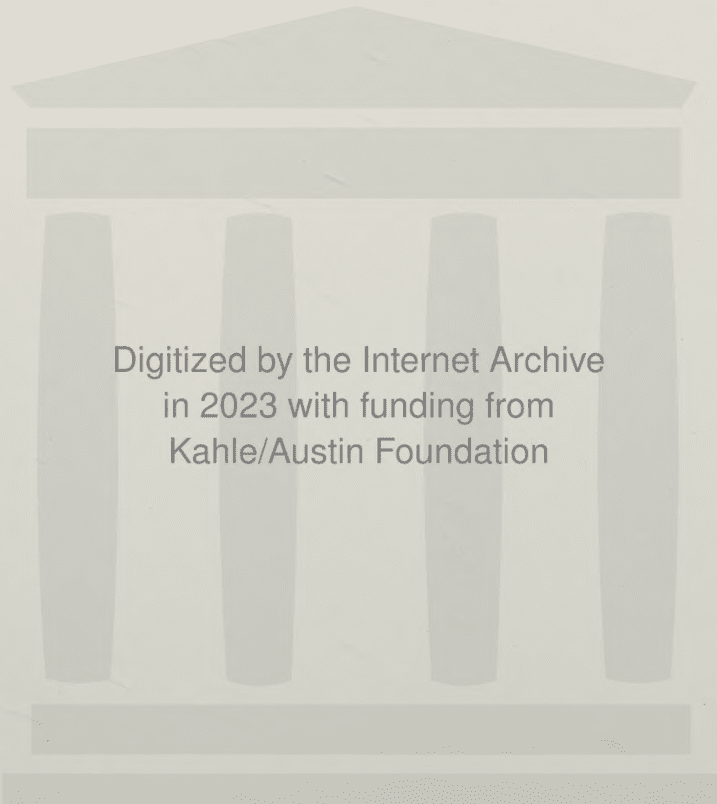 Digitized by the Internet Archive
in 2023 with funding from
Kahle/Austin Foundation